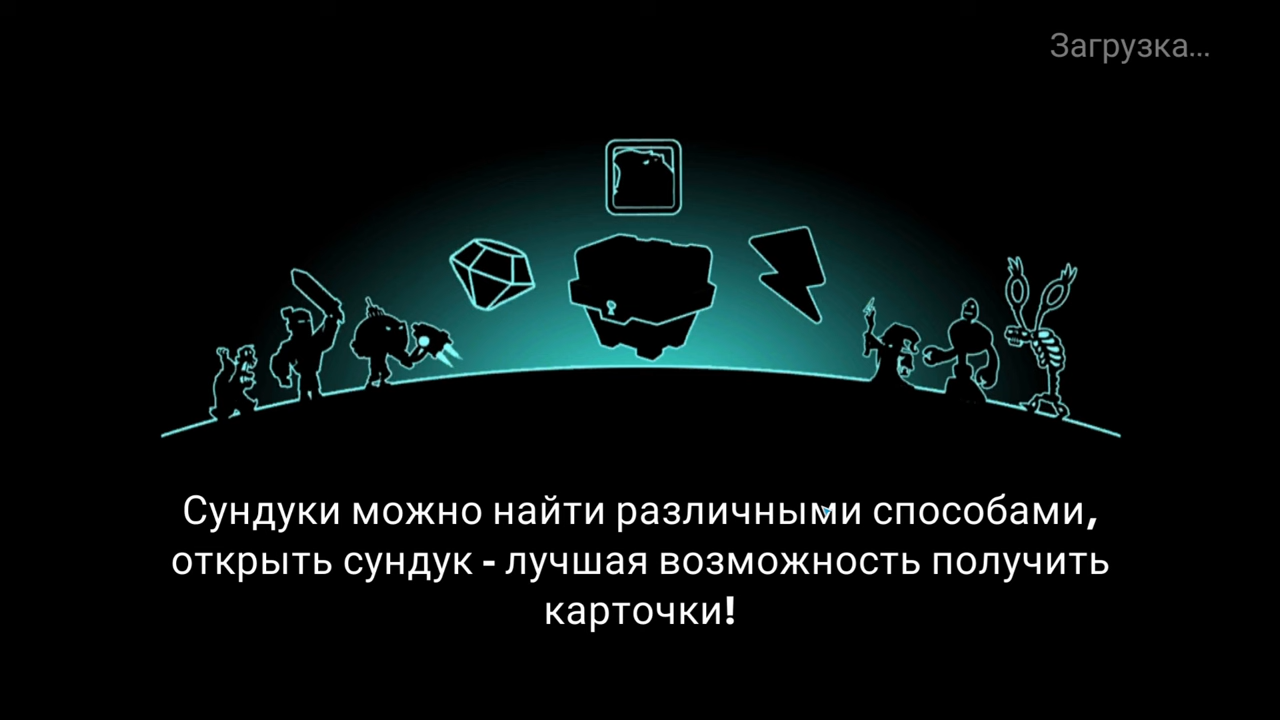 Загрузка...
Сундуки можно найти различными способами,
открыть сундук - лучшая возможность получить
карточки!